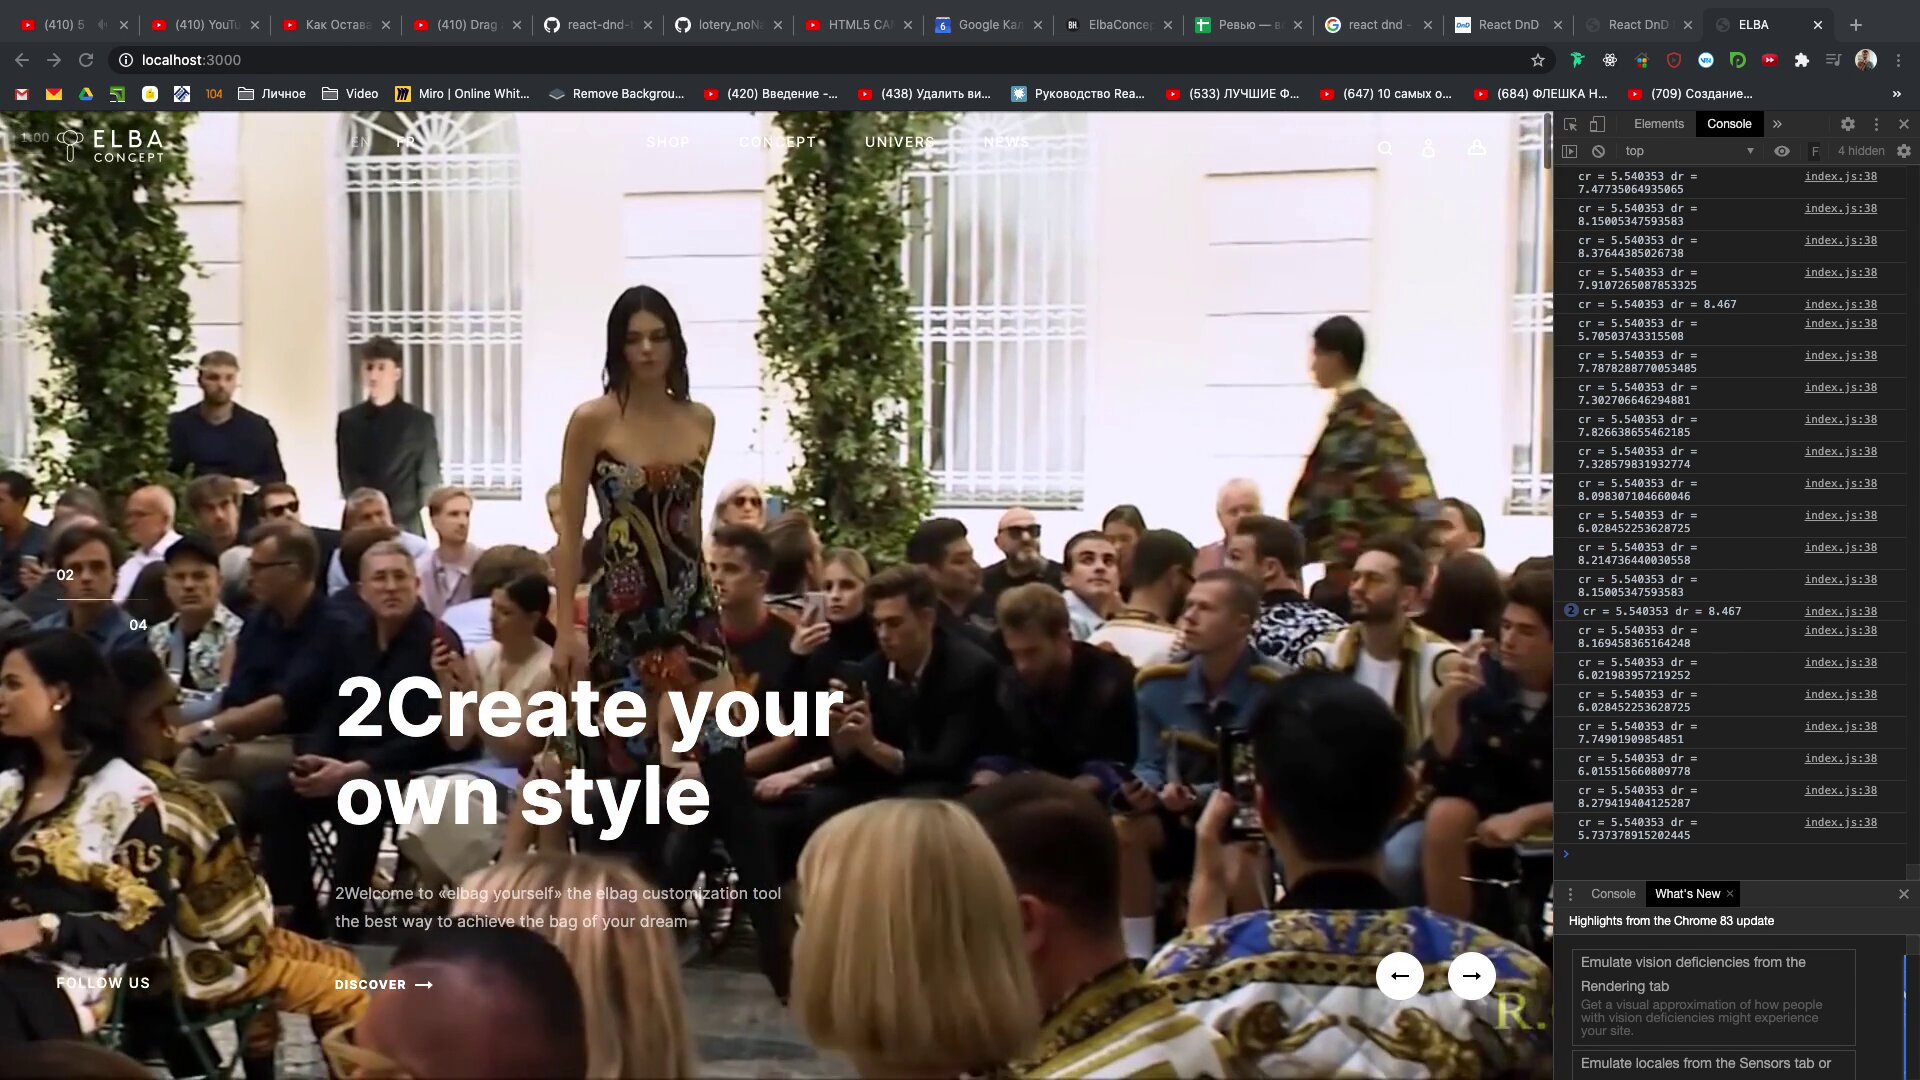 (410) 5
(410) YouTu
Как Остава
(410) Drag
react-dnd-t
lotery_noNa
HTML5 CAN
Google Кал
ElbaConcep
Ревью — в
react dnd -
React DnD
React DnD
ELBA
localhost:3000
104
Личное
Video
Miro | Online Whit...
Remove Backgrou...
(420) Введение -...
(438) Удалить ви...
Руководство Rea...
(533) ЛУЧШИЕ Ф...
(647) 10 самых о...
(684) ФЛЕШКА Н...
(709) Создание...
»
1.00
ELBA
CONCEPT
EN FR
SHOP CONCEPT UNIVERS NEWS
02
04
2Create your
own style
2Welcome to «elbag yourself» the elbag customization tool
the best way to achieve the bag of your dream
FOLLOW US
DISCOVER
R.
Elements Console »
top
F
4 hidden
cr = 5.540353 dr = index.js:38
7.47735064935065
cr = 5.540353 dr = index.js:38
8.15005347593583
cr = 5.540353 dr = index.js:38
8.37644385026738
cr = 5.540353 dr = index.js:38
7.9107265087853325
cr = 5.540353 dr = 8.467 index.js:38
cr = 5.540353 dr = index.js:38
5.70503743315508
cr = 5.540353 dr = index.js:38
7.7878288770053485
cr = 5.540353 dr = index.js:38
7.302706646294881
cr = 5.540353 dr = index.js:38
7.826638655462185
cr = 5.540353 dr = index.js:38
7.328579831932774
cr = 5.540353 dr = index.js:38
8.098307104660046
cr = 5.540353 dr = index.js:38
6.028452253628725
cr = 5.540353 dr = index.js:38
8.214736440030558
cr = 5.540353 dr = index.js:38
8.15005347593583
2 cr = 5.540353 dr = 8.467 index.js:38
cr = 5.540353 dr = index.js:38
8.169458365164248
cr = 5.540353 dr = index.js:38
6.021983957219252
cr = 5.540353 dr = index.js:38
6.028452253628725
cr = 5.540353 dr = index.js:38
7.74901909854851
cr = 5.540353 dr = index.js:38
6.015515660809778
cr = 5.540353 dr = index.js:38
8.279419404125287
cr = 5.540353 dr = index.js:38
5.737378915202445
Console What's New
Highlights from the Chrome 83 update
Emulate vision deficiencies from the
Rendering tab
Get a visual approximation of how people
with vision deficiencies might experience
your site.
Emulate locales from the Sensors tab or